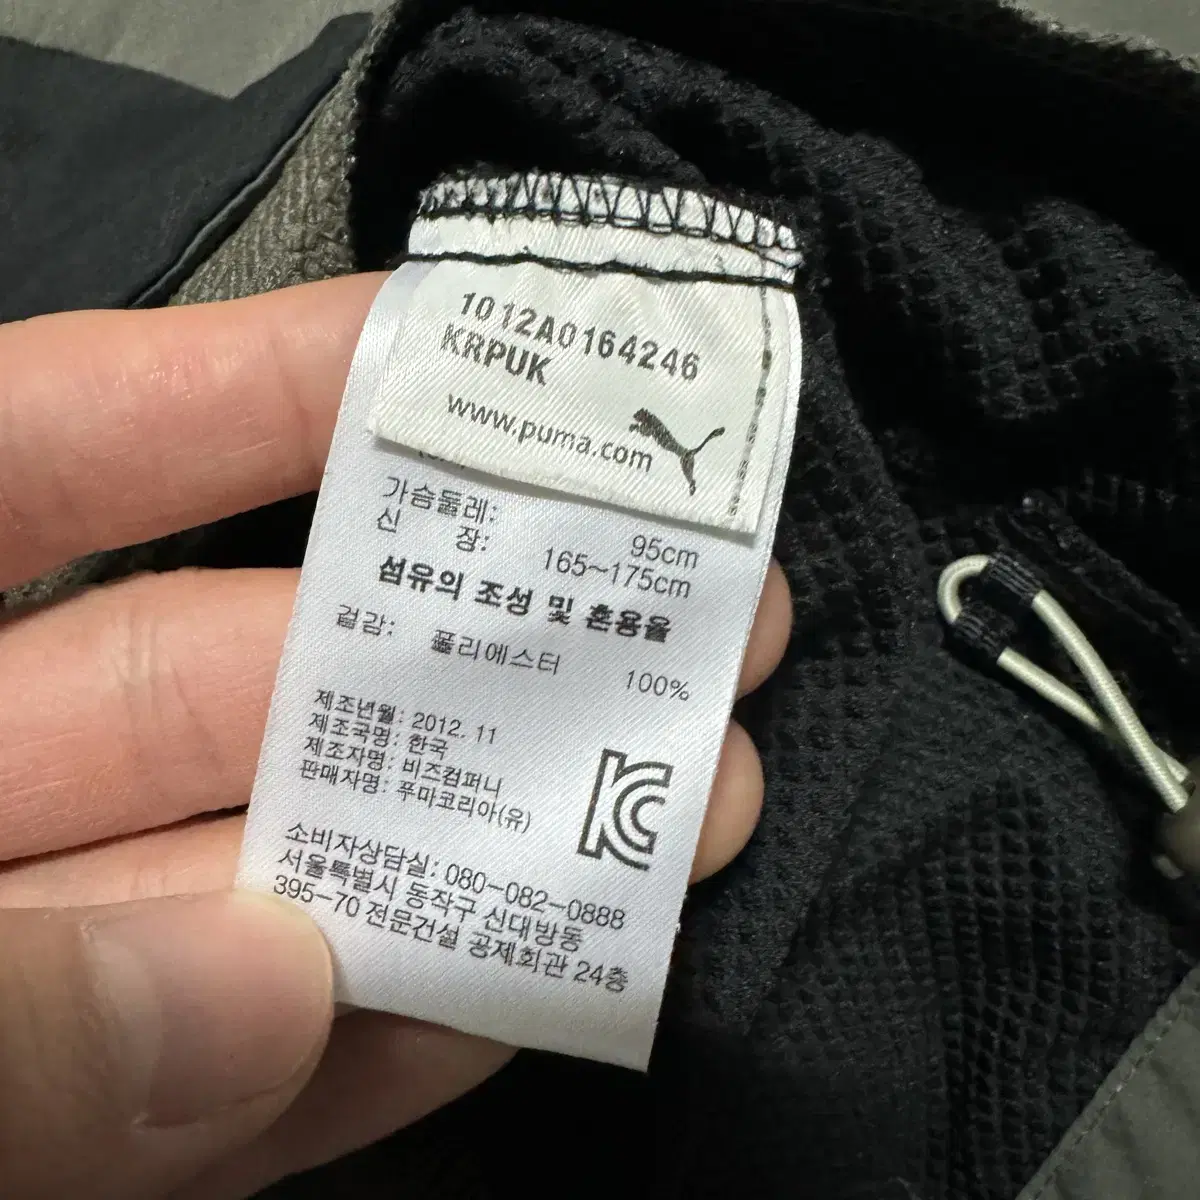 1012A0164246
KRPUK
www.puma.com
가슴둘레: 95cm
신 장: 165~175cm
섬유의 조성 및 혼용율
겉감: 폴리에스터 100%
제조년월: 2012. 11
제조국명: 한국
제조자명: 비즈컴퍼니
판매자명: 푸마코리아(유)
소비자상담실: 080-082-0888
서울특별시 동작구 신대방동
395-70 전문건설 공제회관 24층